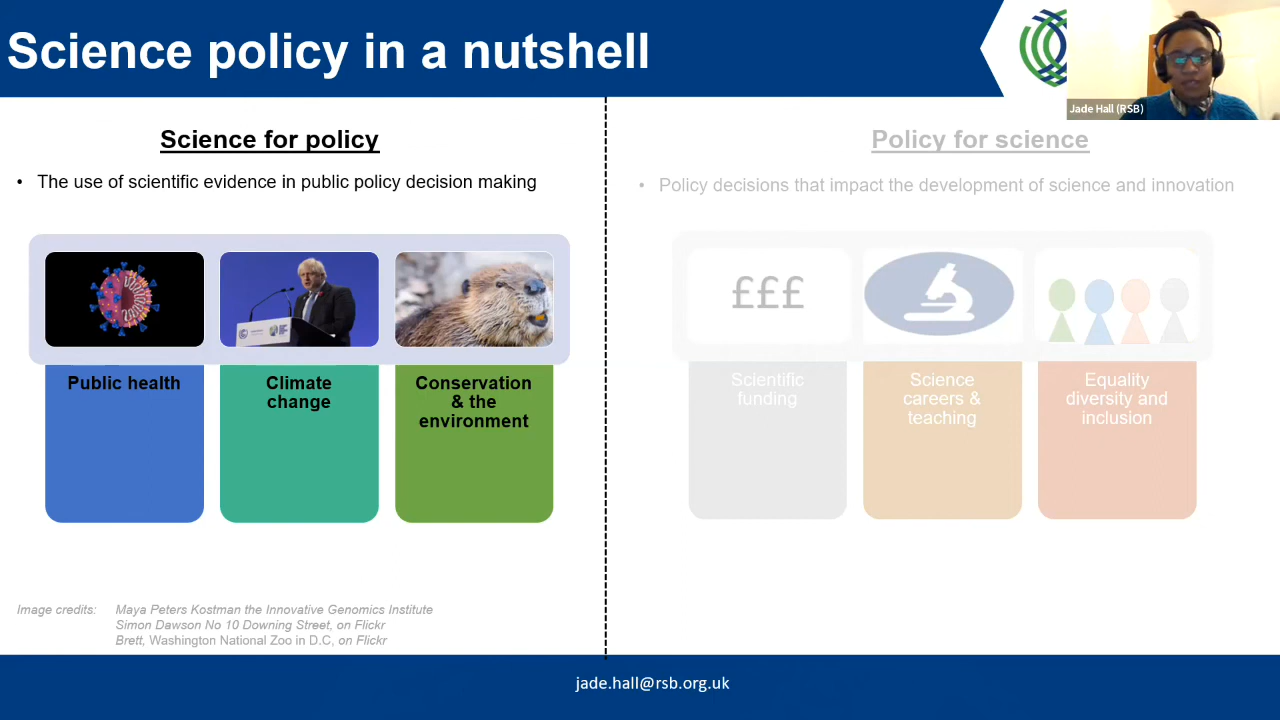 Science policy in a nutshell
Jade Hall (RSB)
Science for policy
• The use of scientific evidence in public policy decision making
Public health
Climate
change
Conservation
& the
environment
Policy for science
• Policy decisions that impact the development of science and innovation
£££
Scientific
funding
Science
careers &
teaching
Equality
diversity and
inclusion
Image credits: Maya Peters Kostman the Innovative Genomics Institute
Simon Dawson No 10 Downing Street, on Flickr
Brett, Washington National Zoo in D.C, on Flickr
jade.hall@rsb.org.uk